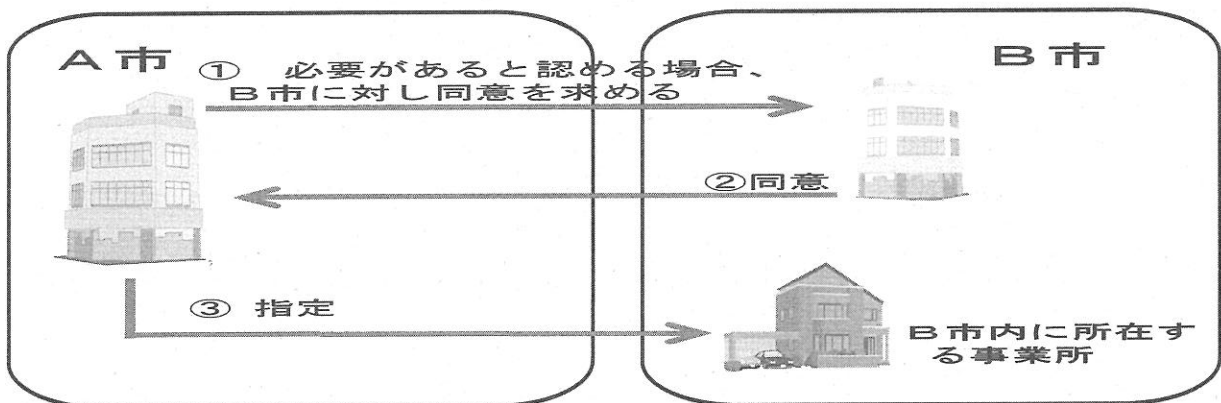 A市
B市
① 必要があると認める場合、
B市に対し同意を求める
②同意
③ 指定
B市内に所在す
る事業所